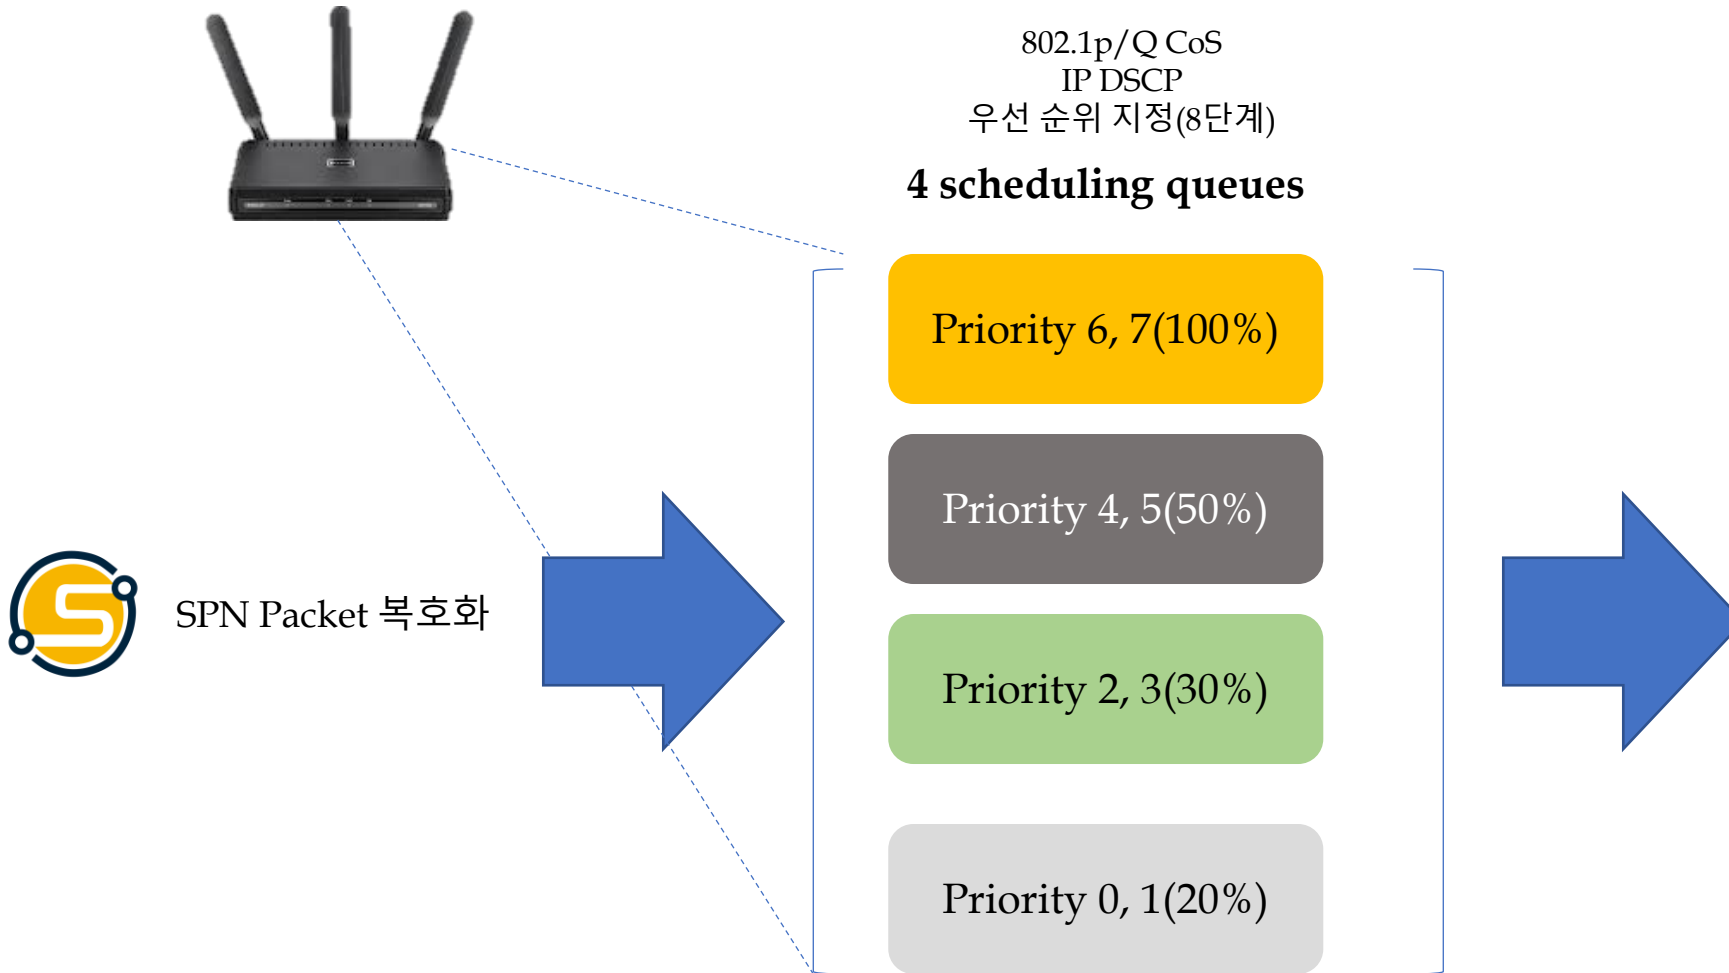 802.1p/Q CoS
IP DSCP
우선 순위 지정(8단계)
4 scheduling queues
Priority 6, 7(100%)
Priority 4, 5(50%)
SPN Packet 복호화
Priority 2, 3(30%)
Priority 0, 1(20%)